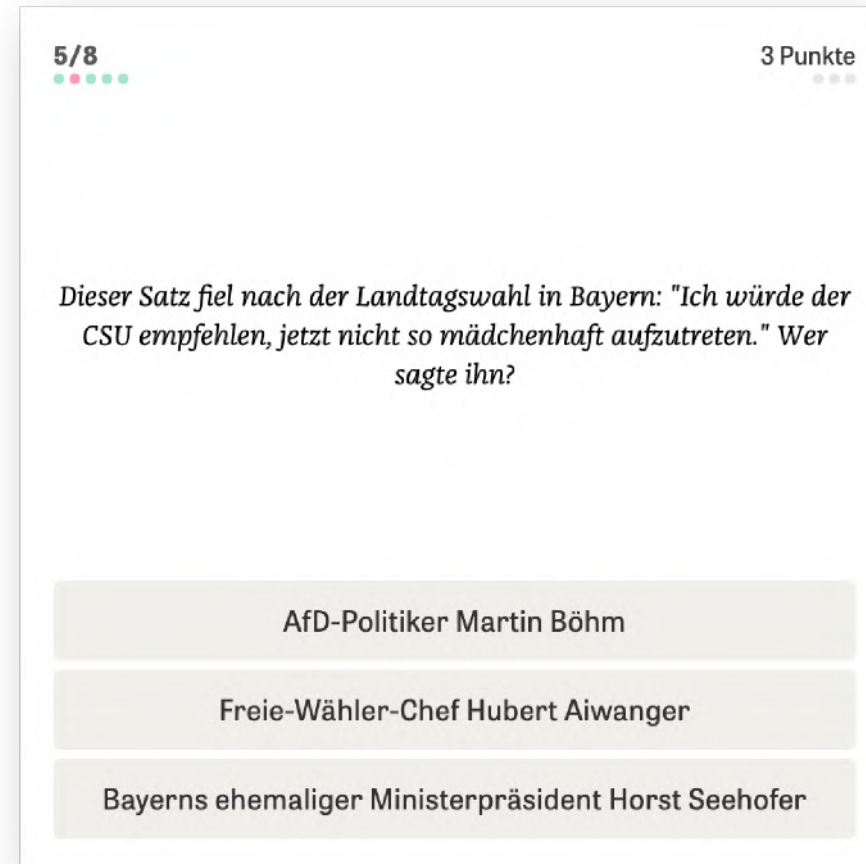 5/8
3 Punkte
Dieser Satz fiel nach der Landtagswahl in Bayern: "Ich würde der
CSU empfehlen, jetzt nicht so mädchenhaft aufzutreten." Wer
sagte ihn?
AfD-Politiker Martin Böhm
Freie-Wähler-Chef Hubert Aiwanger
Bayerns ehemaliger Ministerpräsident Horst Seehofer